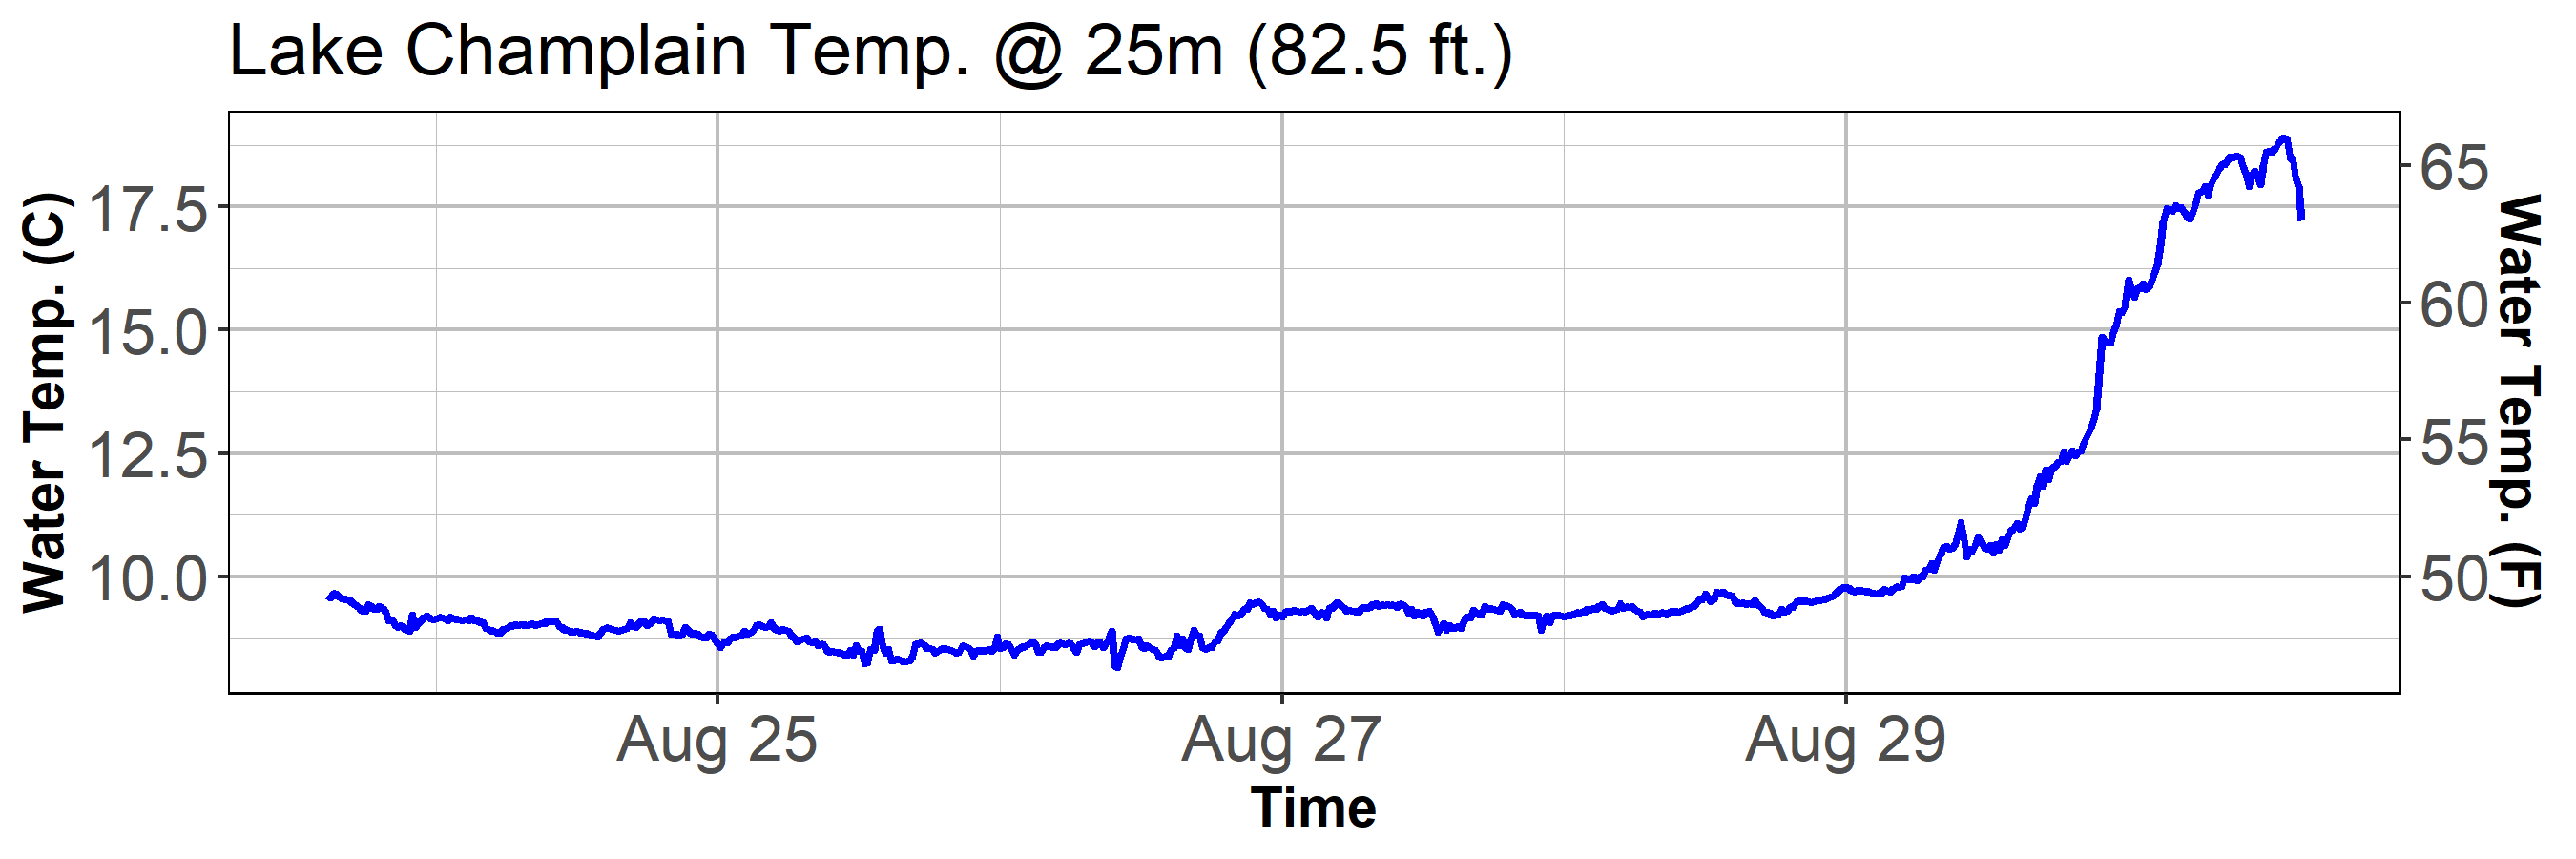 Lake Champlain Temp. @ 25m (82.5 ft.)
Water Temp. (C)
17.5
15.0
12.5
10.0
65
60
55
50
Water Temp. (F)
Aug 25
Aug 27
Aug 29
Time